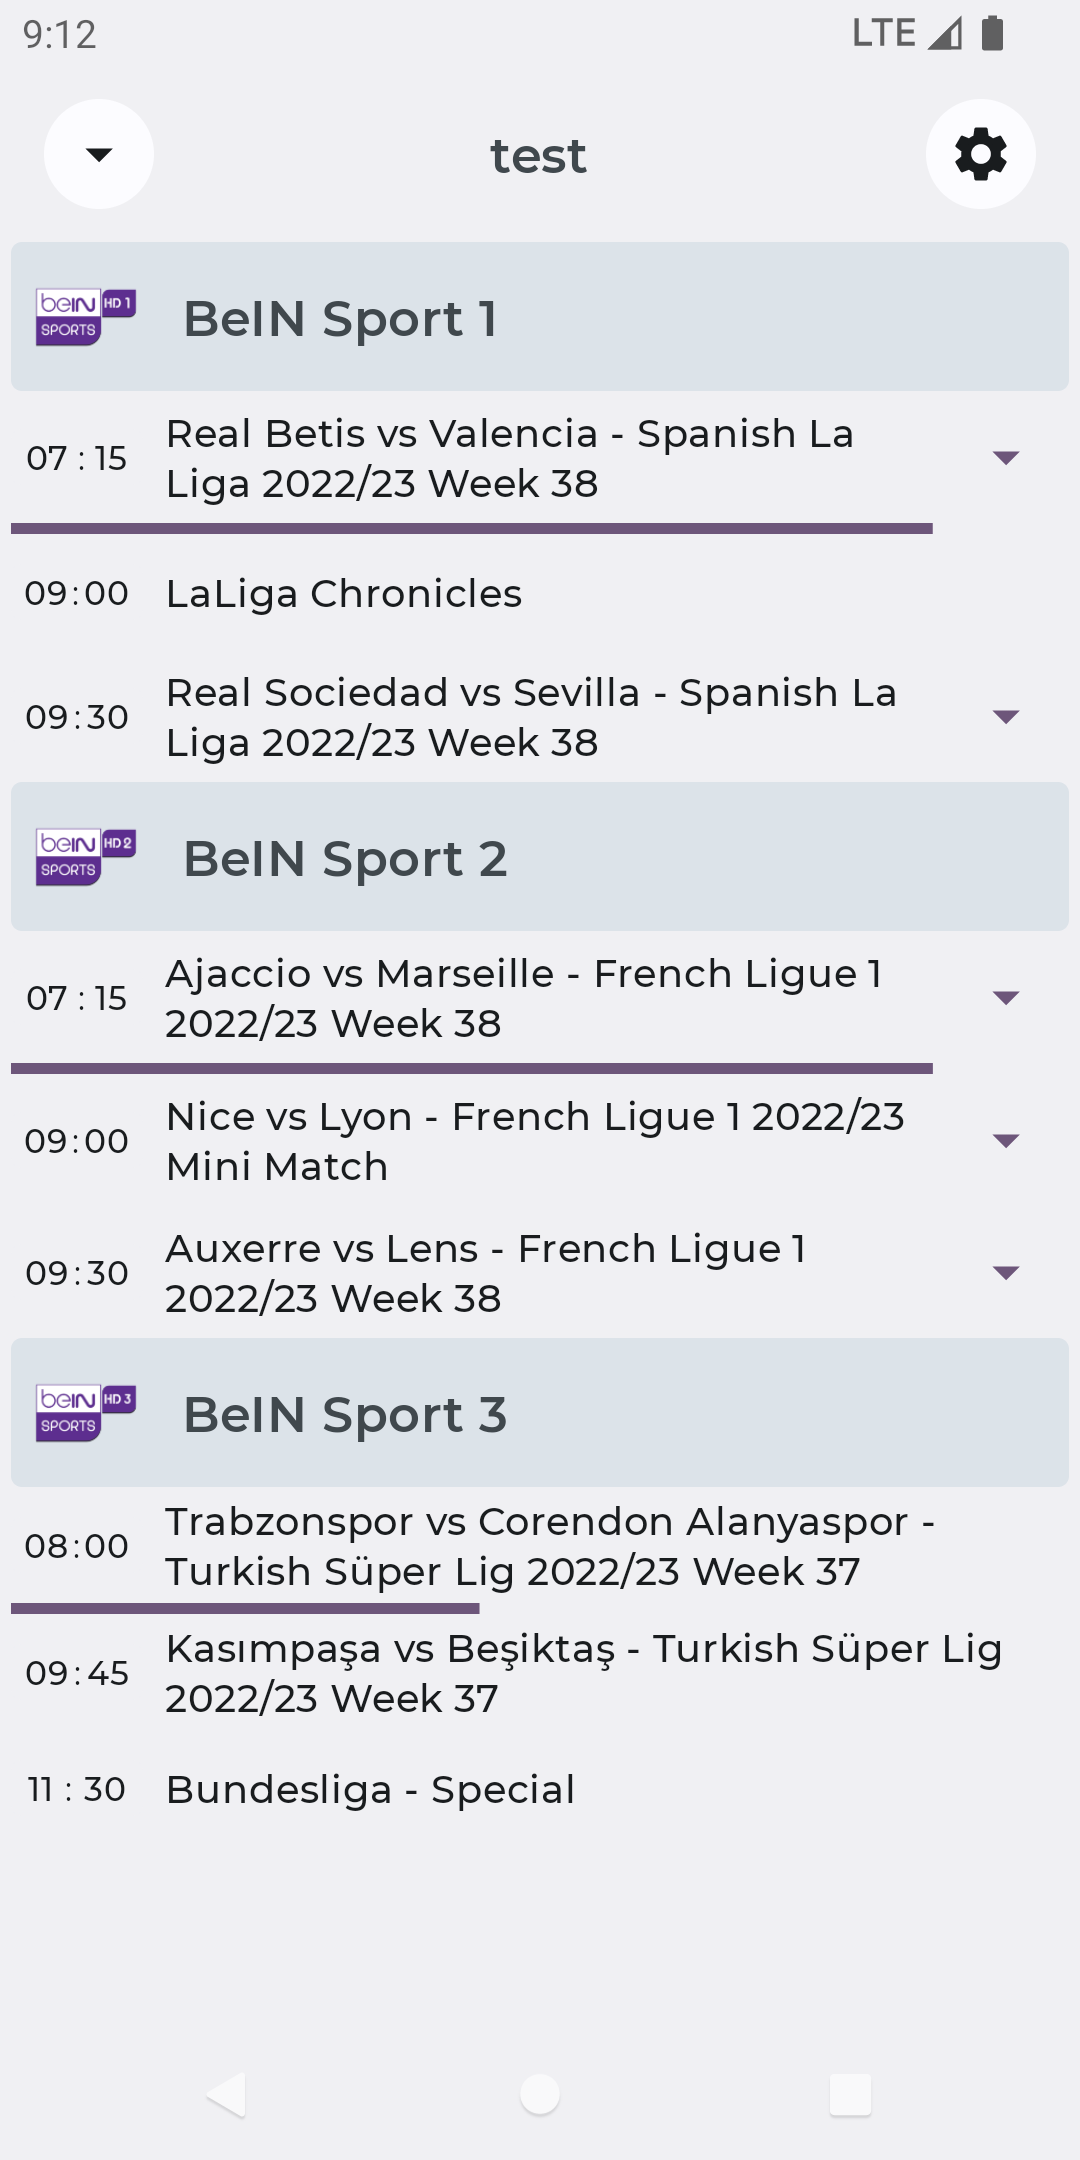 9:12
LTE
test
beIN HD 1
SPORTS
BeIN Sport 1
07:15
Real Betis vs Valencia - Spanish La
Liga 2022/23 Week 38
09:00
LaLiga Chronicles
09:30
Real Sociedad vs Sevilla - Spanish La
Liga 2022/23 Week 38
beIN HD 2
SPORTS
BeIN Sport 2
07:15
Ajaccio vs Marseille - French Ligue 1
2022/23 Week 38
09:00
Nice vs Lyon - French Ligue 1 2022/23
Mini Match
09:30
Auxerre vs Lens - French Ligue 1
2022/23 Week 38
beIN HD 3
SPORTS
BeIN Sport 3
08:00
Trabzonspor vs Corendon Alanyaspor -
Turkish Süper Lig 2022/23 Week 37
09:45
Kasımpaşa vs Beşiktaş - Turkish Süper Lig
2022/23 Week 37
11:30
Bundesliga - Special